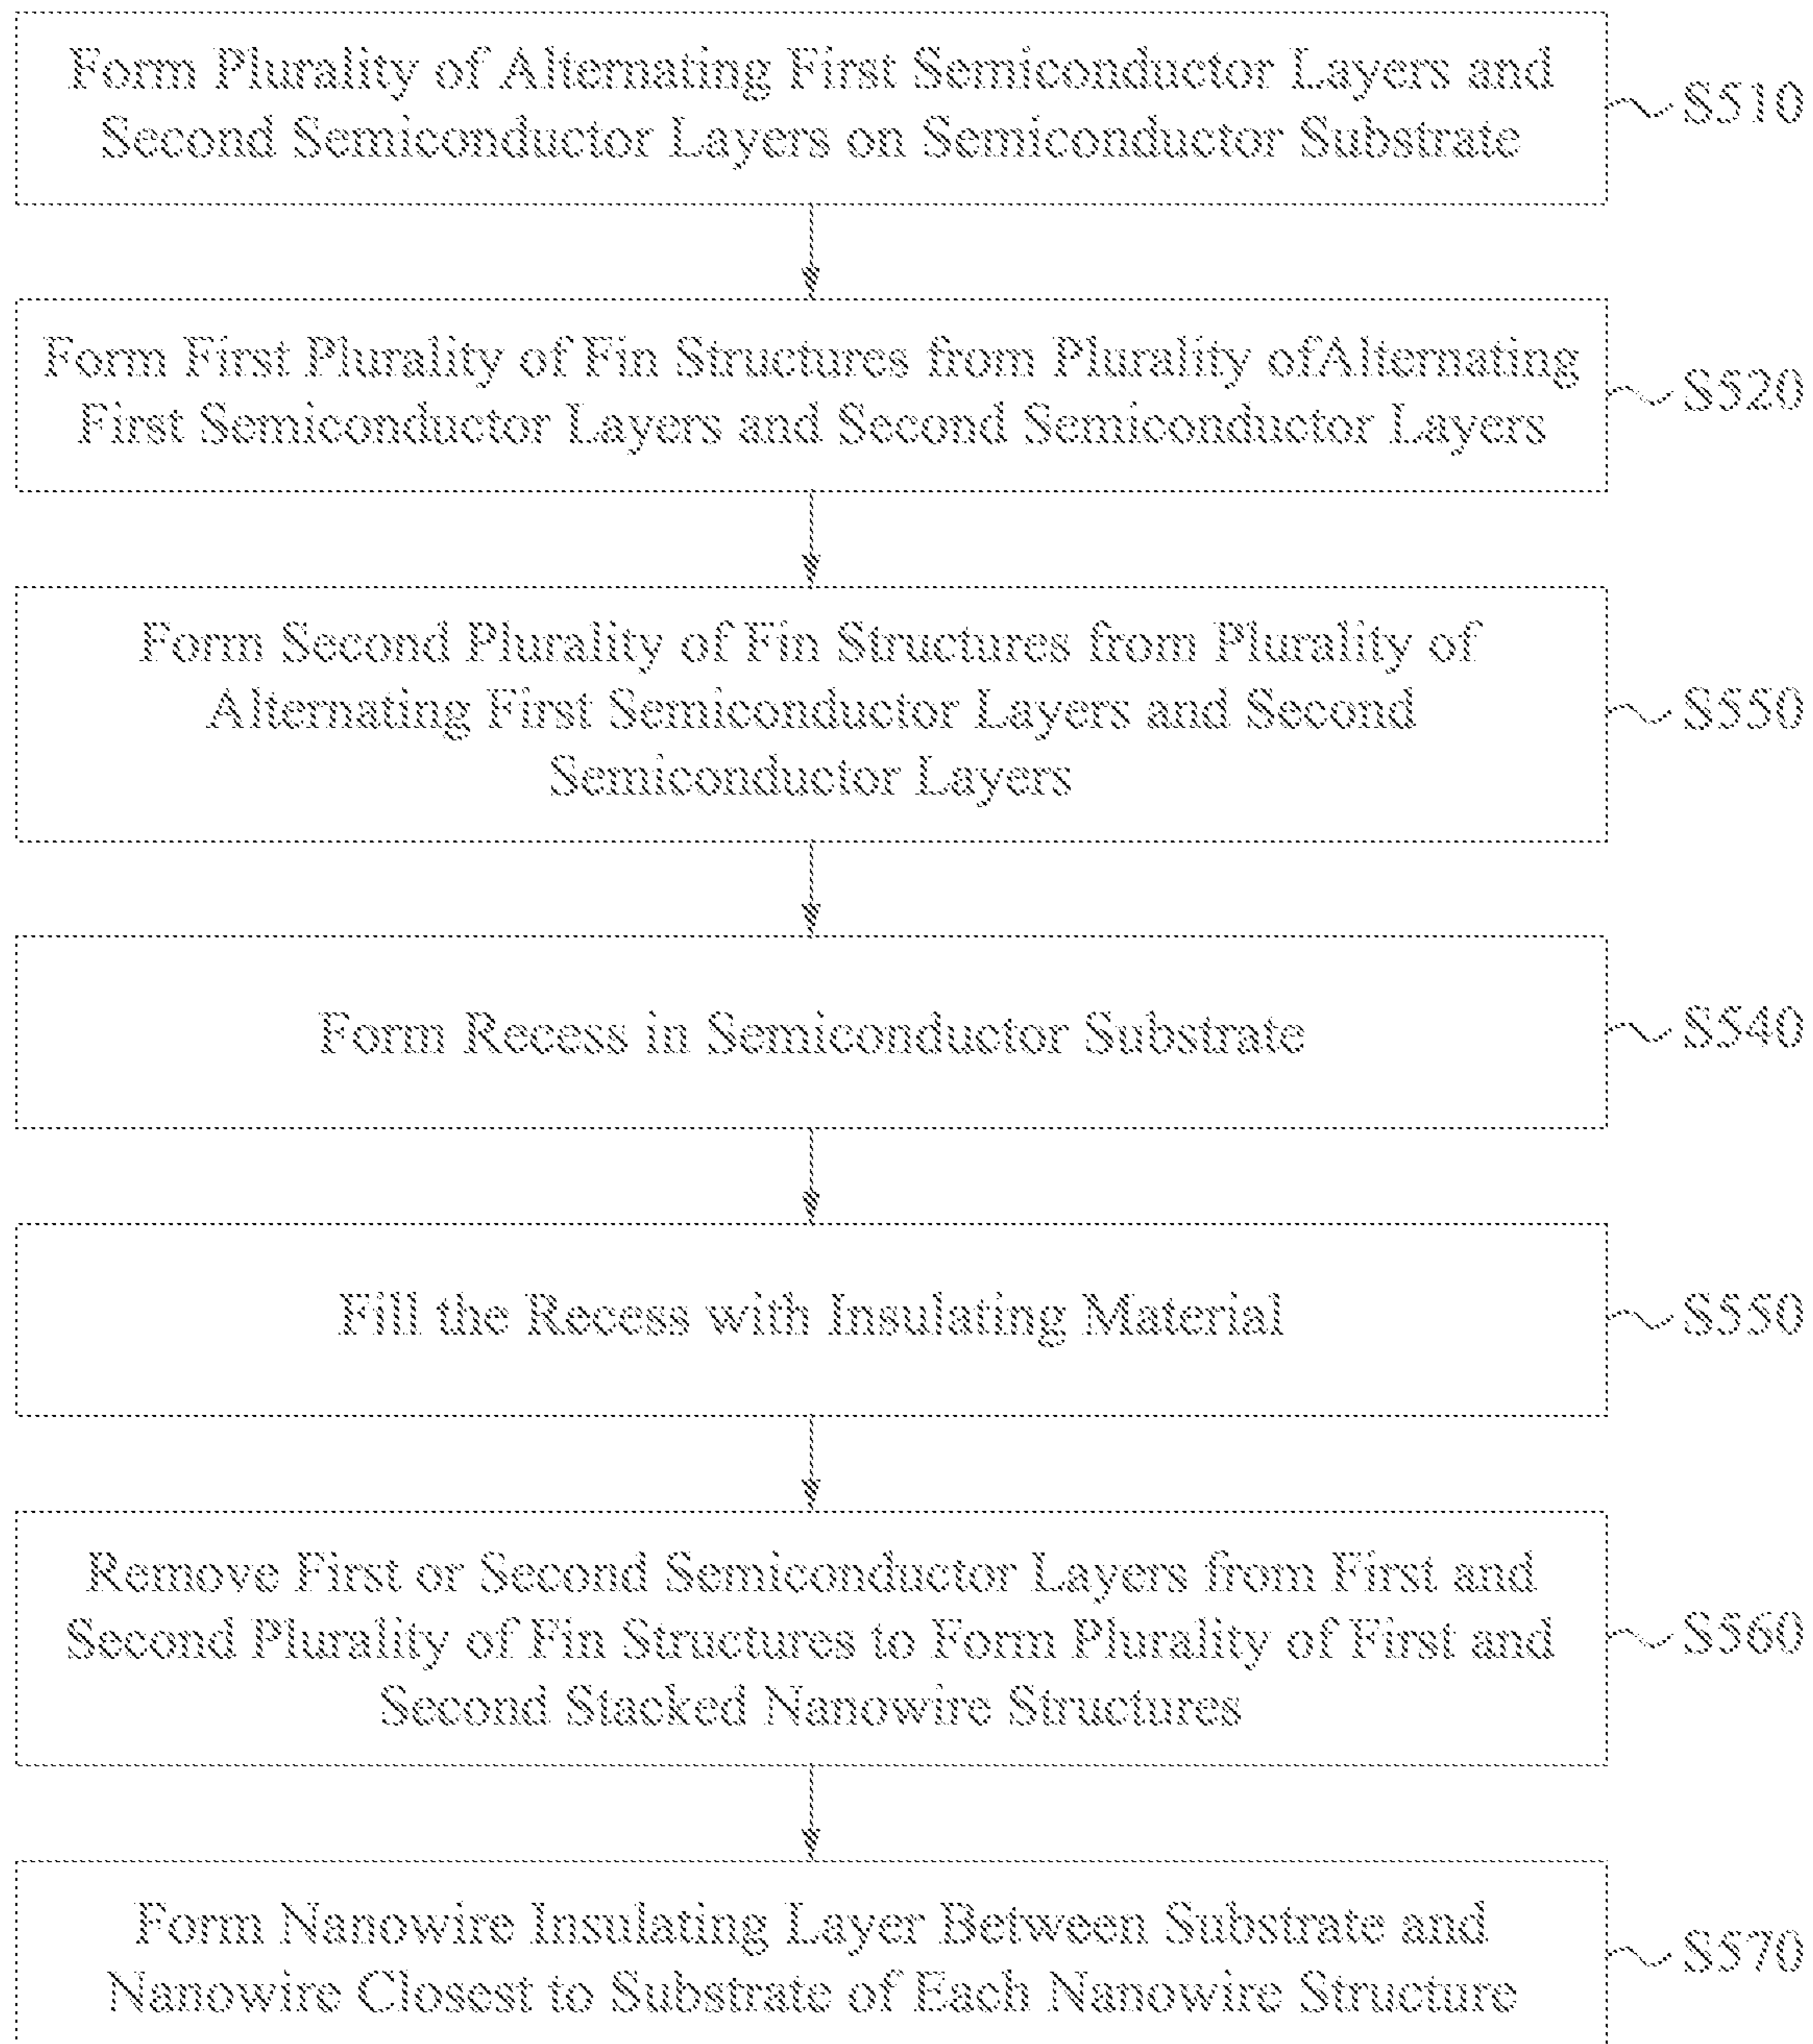 Form Plurality of Alternating First Semiconductor Layers and
Second Semiconductor Layers on Semiconductor Substrate
S510
Form First Plurality of Fin Structures from Plurality ofAlternating
First Semiconductor Layers and Second Semiconductor Layers
S520
Form Second Plurality of Fin Structures from Plurality of
Alternating First Semiconductor Layers and Second
Semiconductor Layers
S550
Form Recess in Semiconductor Substrate
S540
Fill the Recess with Insulating Material
S550
Remove First or Second Semiconductor Layers from First and
Second Plurality of Fin Structures to Form Plurality of First and
Second Stacked Nanowire Structures
S560
Form Nanowire Insulating Layer Between Substrate and
Nanowire Closest to Substrate of Each Nanowire Structure
S570